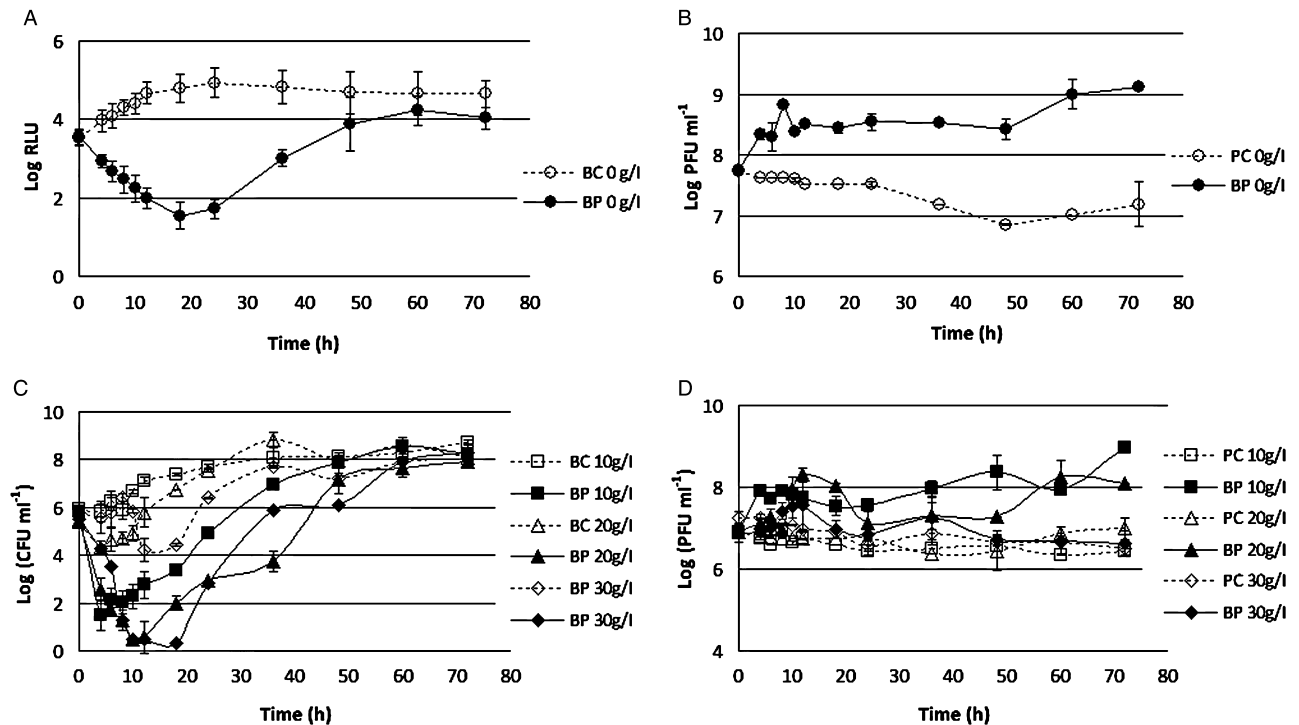 A
Log RLU
6
4
2
0
0 10 20 30 40 50 60 70 80
Time (h)
BC 0 g/l
BP 0 g/l
B
Log PFU ml-1
10
9
8
7
6
0 10 20 30 40 50 60 70 80
Time (h)
PC 0g/l
BP 0g/l
C
Log (CFU ml-1)
10
8
6
4
2
0
0 10 20 30 40 50 60 70 80
Time (h)
BC 10g/l
BP 10g/l
BC 20g/l
BP 20g/l
BP 30g/l
BP 30g/l
D
Log (PFU ml-1)
10
8
6
4
0 10 20 30 40 50 60 70 80
Time (h)
PC 10g/l
BP 10g/l
PC 20g/l
BP 20g/l
PC 30g/l
BP 30g/l